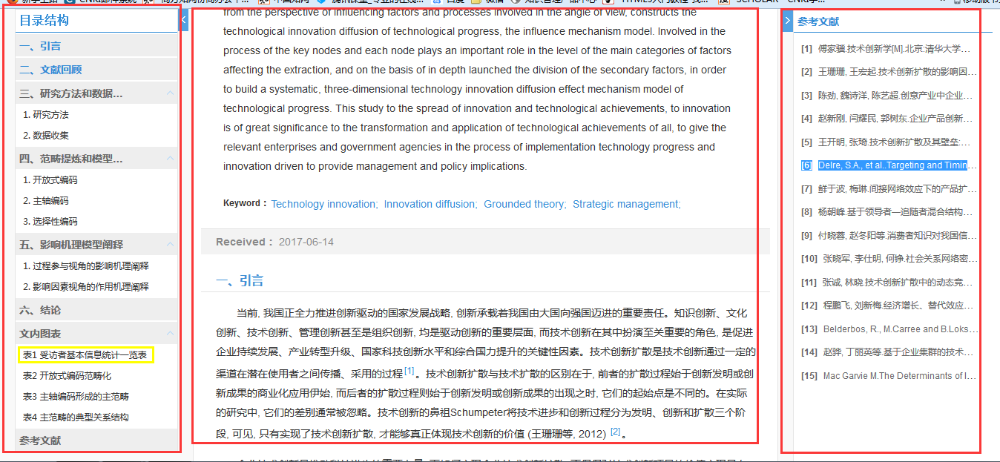 目录结构
一、引言
二、文献回顾
三、研究方法和数据...
1. 研究方法
2. 数据收集
四、范畴提炼和模型...
1. 开放式编码
2. 主轴编码
3. 选择性编码
五、影响机理模型阐释
1. 过程参与视角的影响机理阐释
2. 影响因素视角的作用机理阐释
六、结论
文内图表
表1 受访者基本信息统计一览表
表2 开放式编码范畴化
表3 主轴编码形成的主范畴
表4 主范畴的典型关系结构
参考文献
from the perspective of influencing factors and processes involved in the angle of view, constructs the
technological innovation diffusion of technological progress, the influence mechanism model. Involved in the
process of the key nodes and each node plays an important role in the level of the main categories of factors
affecting the extraction, and on the basis of in depth launched the division of the secondary factors, in order
to build a systematic, three-dimensional technology innovation diffusion effect mechanism model of
technological progress. This study to the spread of innovation and technological achievements, to innovation
is of great significance to the transformation and application of technological achievements of all, to give the
relevant enterprises and government agencies in the process of implementation technology progress and
innovation driven to provide management and policy implications.
Keyword： Technology innovation; Innovation diffusion; Grounded theory; Strategic management;
Received： 2017-06-14
一、引言
当前, 我国正全力推进创新驱动的国家发展战略, 创新承载着我国由大国向强国迈进的重要责任。知识创新、文化
创新、技术创新、管理创新甚至是组织创新, 均是驱动创新的重要层面, 而技术创新在其中扮演至关重要的角色, 是促进
企业持续发展、产业转型升级、国家科技创新水平和综合国力提升的关键性因素。技术创新扩散是技术创新通过一定的
渠道在潜在使用者之间传播、采用的过程[1]。技术创新扩散与技术扩散的区别在于, 前者的扩散过程始于创新发明或创
新成果的商业化应用伊始, 而后者的扩散过程则始于创新发明或创新成果的出现之时, 它们的起始点是不同的。在实际
的研究中, 它们的差别通常被忽略。技术创新的鼻祖Schumpeter将技术进步和创新过程分为发明、创新和扩散三个阶
段, 可见, 只有实现了技术创新扩散, 才能够真正体现技术创新的价值 (王珊珊等, 2012) [2]。
参考文献
[1] 傅家骥.技术创新学[M].北京:清华大学...
[2] 王珊珊, 王宏起.技术创新扩散的影响因...
[3] 陈劲, 魏诗洋, 陈艺超.创意产业中企业...
[4] 赵新刚, 闫耀民, 郭树东.企业产品创新...
[5] 王开明, 张琦.技术创新扩散及其壁垒:...
[6] Delre, S.A., et al..Targeting and Timin...
[7] 鲜于波, 梅琳.间接网络效应下的产品扩...
[8] 杨朝峰.基于领导者—追随者混合结构...
[9] 付晓蓉, 赵冬阳等.消费者知识对我国信...
[10] 张晓军, 李仕明, 何铮.社会关系网络密...
[11] 张诚, 林晓.技术创新扩散中的动态竞...
[12] 程鹏飞, 刘新梅.经济增长、替代效应...
[13] Belderbos, R., M.Carree and B.Loks...
[14] 赵骅, 丁丽英等.基于企业集群的技术...
[15] Mac Garvie M.The Determinants of I...